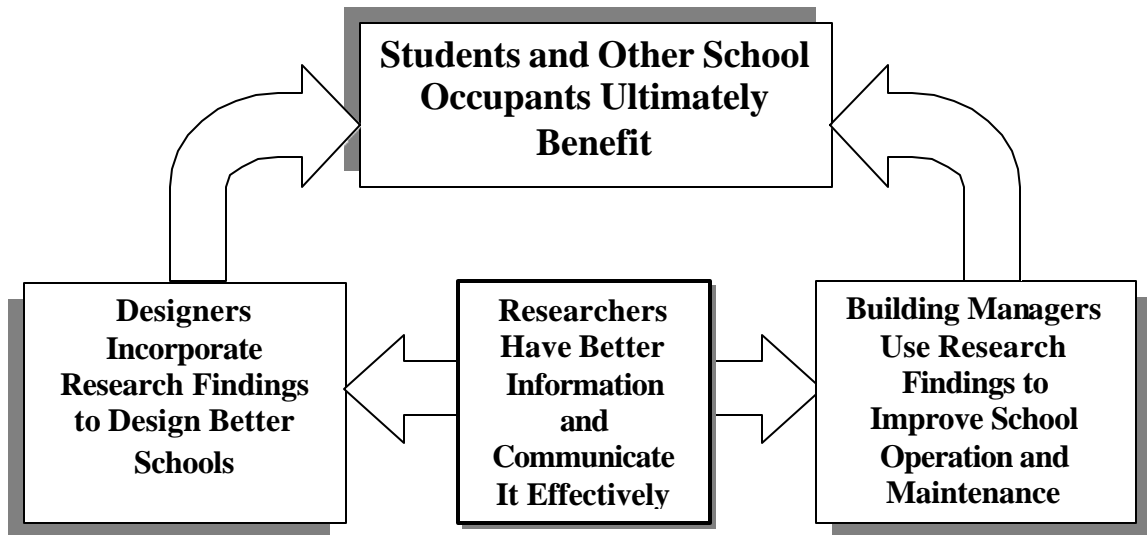 Students and Other School
Occupants Ultimately
Benefit
Designers
Incorporate
Research Findings
to Design Better
Schools
Researchers
Have Better
Information
and
Communicate
It Effectively
Building Managers
Use Research
Findings to
Improve School
Operation and
Maintenance